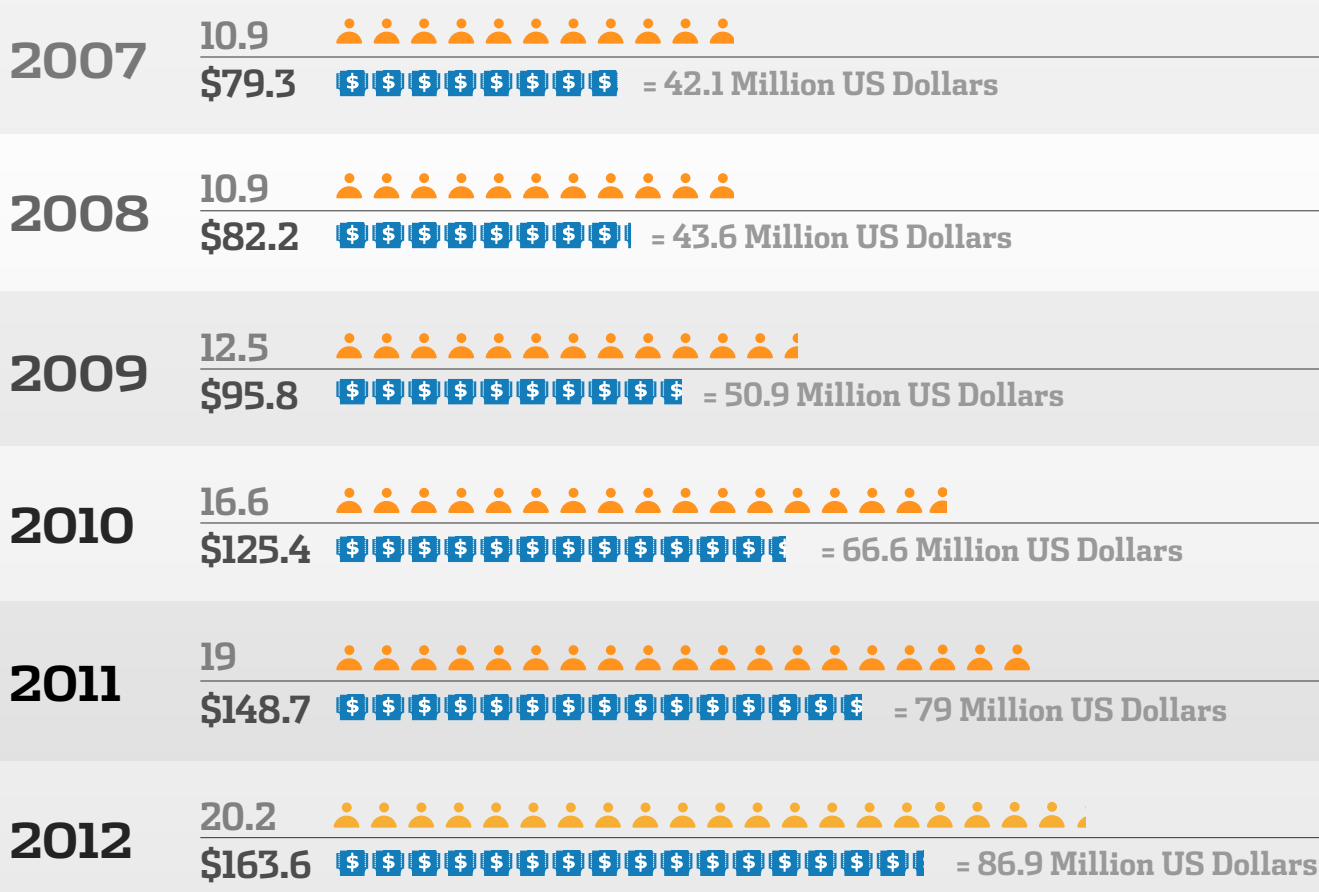 2007
10.9
$79.3 = 42.1 Million US Dollars
2008
10.9
$82.2 = 43.6 Million US Dollars
2009
12.5
$95.8 = 50.9 Million US Dollars
2010
16.6
$125.4 = 66.6 Million US Dollars
2011
19
$148.7 = 79 Million US Dollars
2012
20.2
$163.6 = 86.9 Million US Dollars